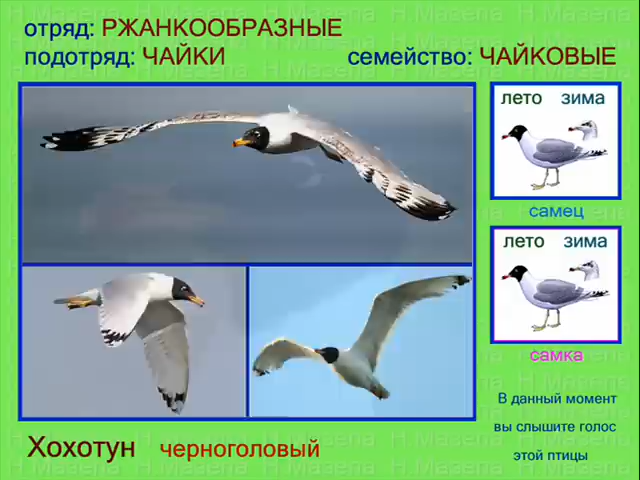 отряд: РЖАНКООБРАЗНЫЕ
подотряд: ЧАЙКИ семейство: ЧАЙКОВЫЕ
лето зима
самец
лето зима
самка
В данный момент
вы слышите голос
этой птицы
Хохотун черноголовый